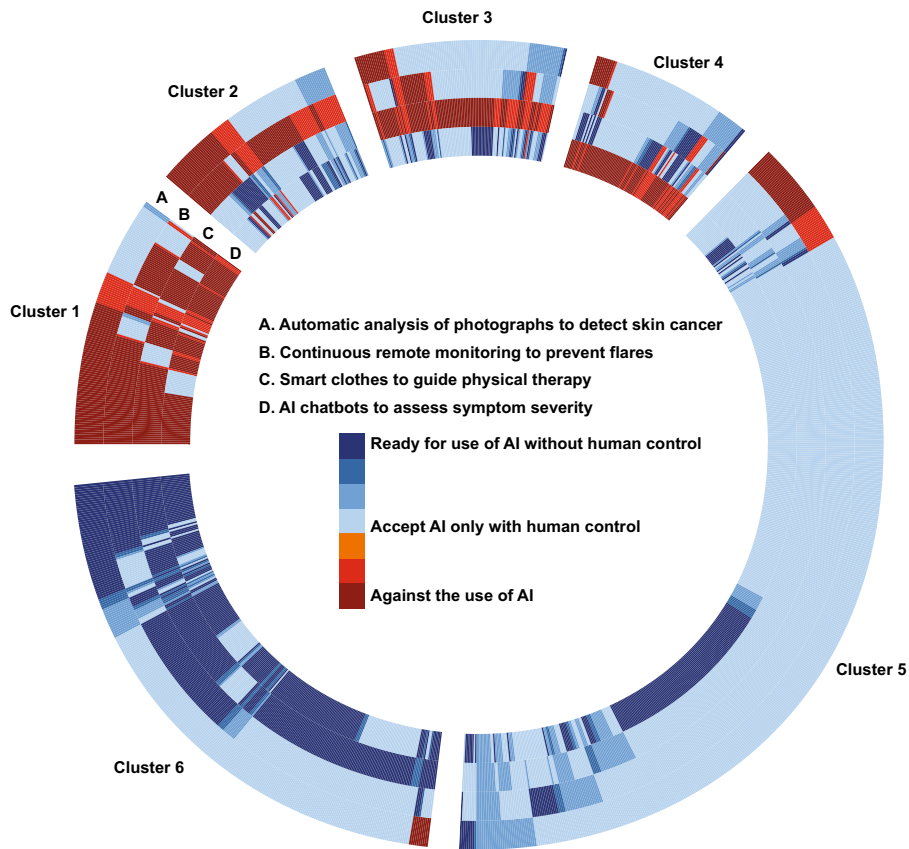 Cluster 3
Cluster 4
Cluster 2
A
B
C
D
Cluster 1
A. Automatic analysis of photographs to detect skin cancer
B. Continuous remote monitoring to prevent flares
C. Smart clothes to guide physical therapy
D. AI chatbots to assess symptom severity
Ready for use of AI without human control
Accept AI only with human control
Against the use of AI
Cluster 5
Cluster 6